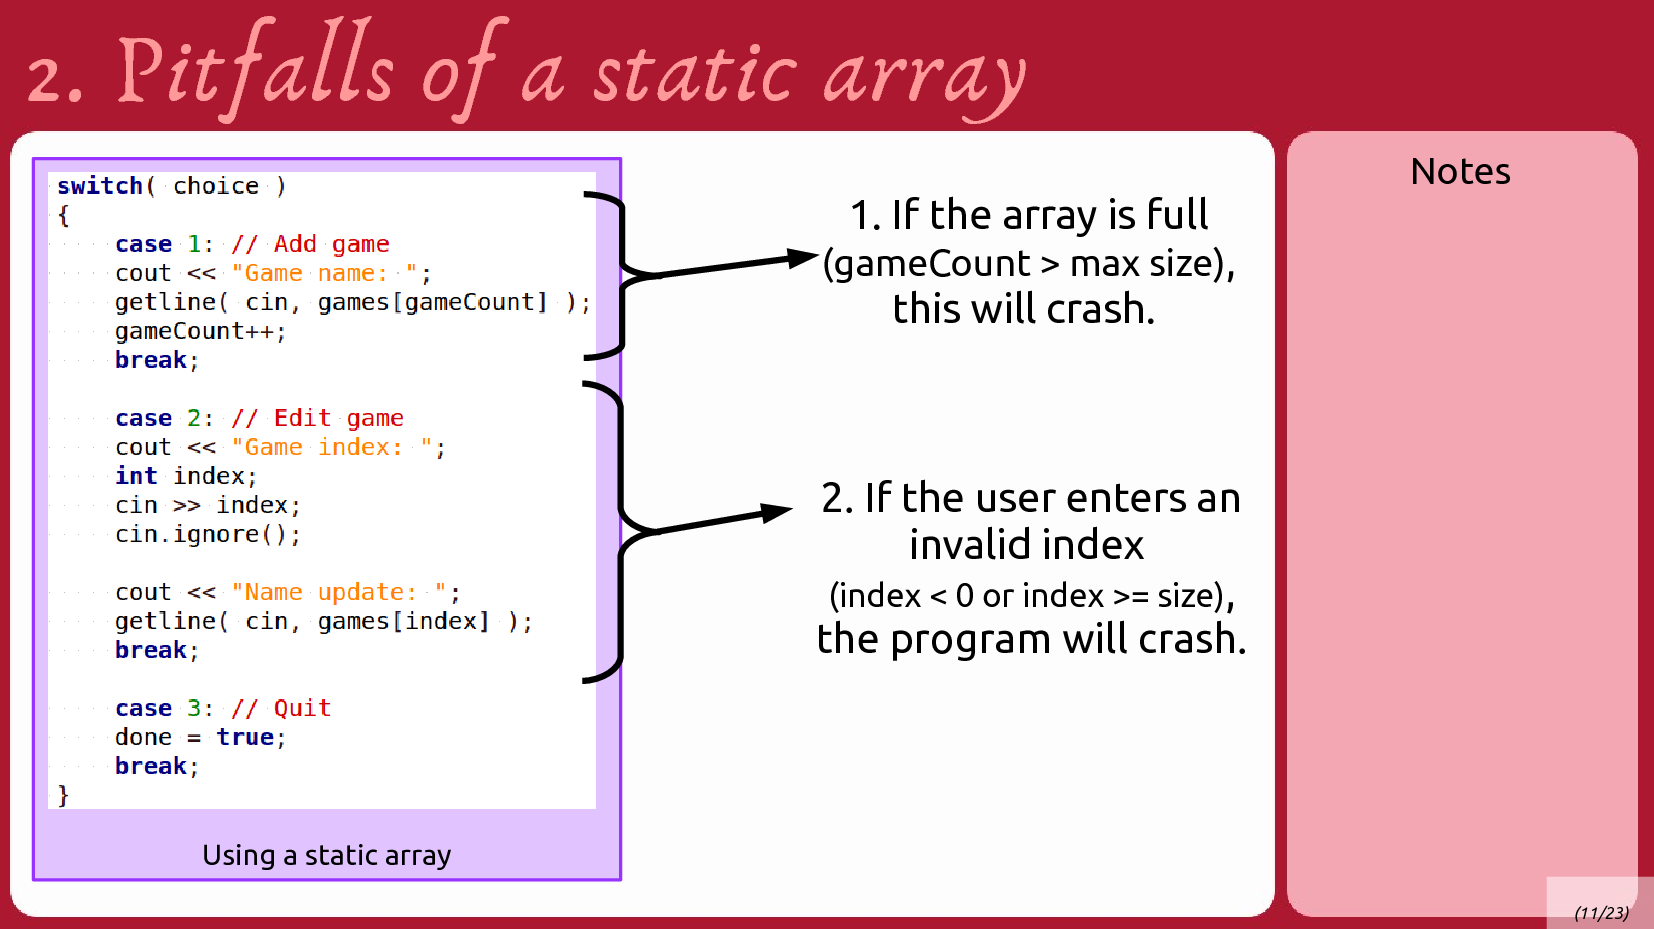 2. Pitfalls of a static array
switch( choice )
{
case 1: // Add game
cout << "Game name: ";
getline( cin, games[gameCount] );
gameCount++;
break;
case 2: // Edit game
cout << "Game index: ";
int index;
cin >> index;
cin.ignore();
cout << "Name update: ";
getline( cin, games[index] );
break;
case 3: // Quit
done = true;
break;
}
Using a static array
1. If the array is full
(gameCount > max size),
this will crash.
2. If the user enters an
invalid index
(index < 0 or index >= size),
the program will crash.
Notes
(11/23)